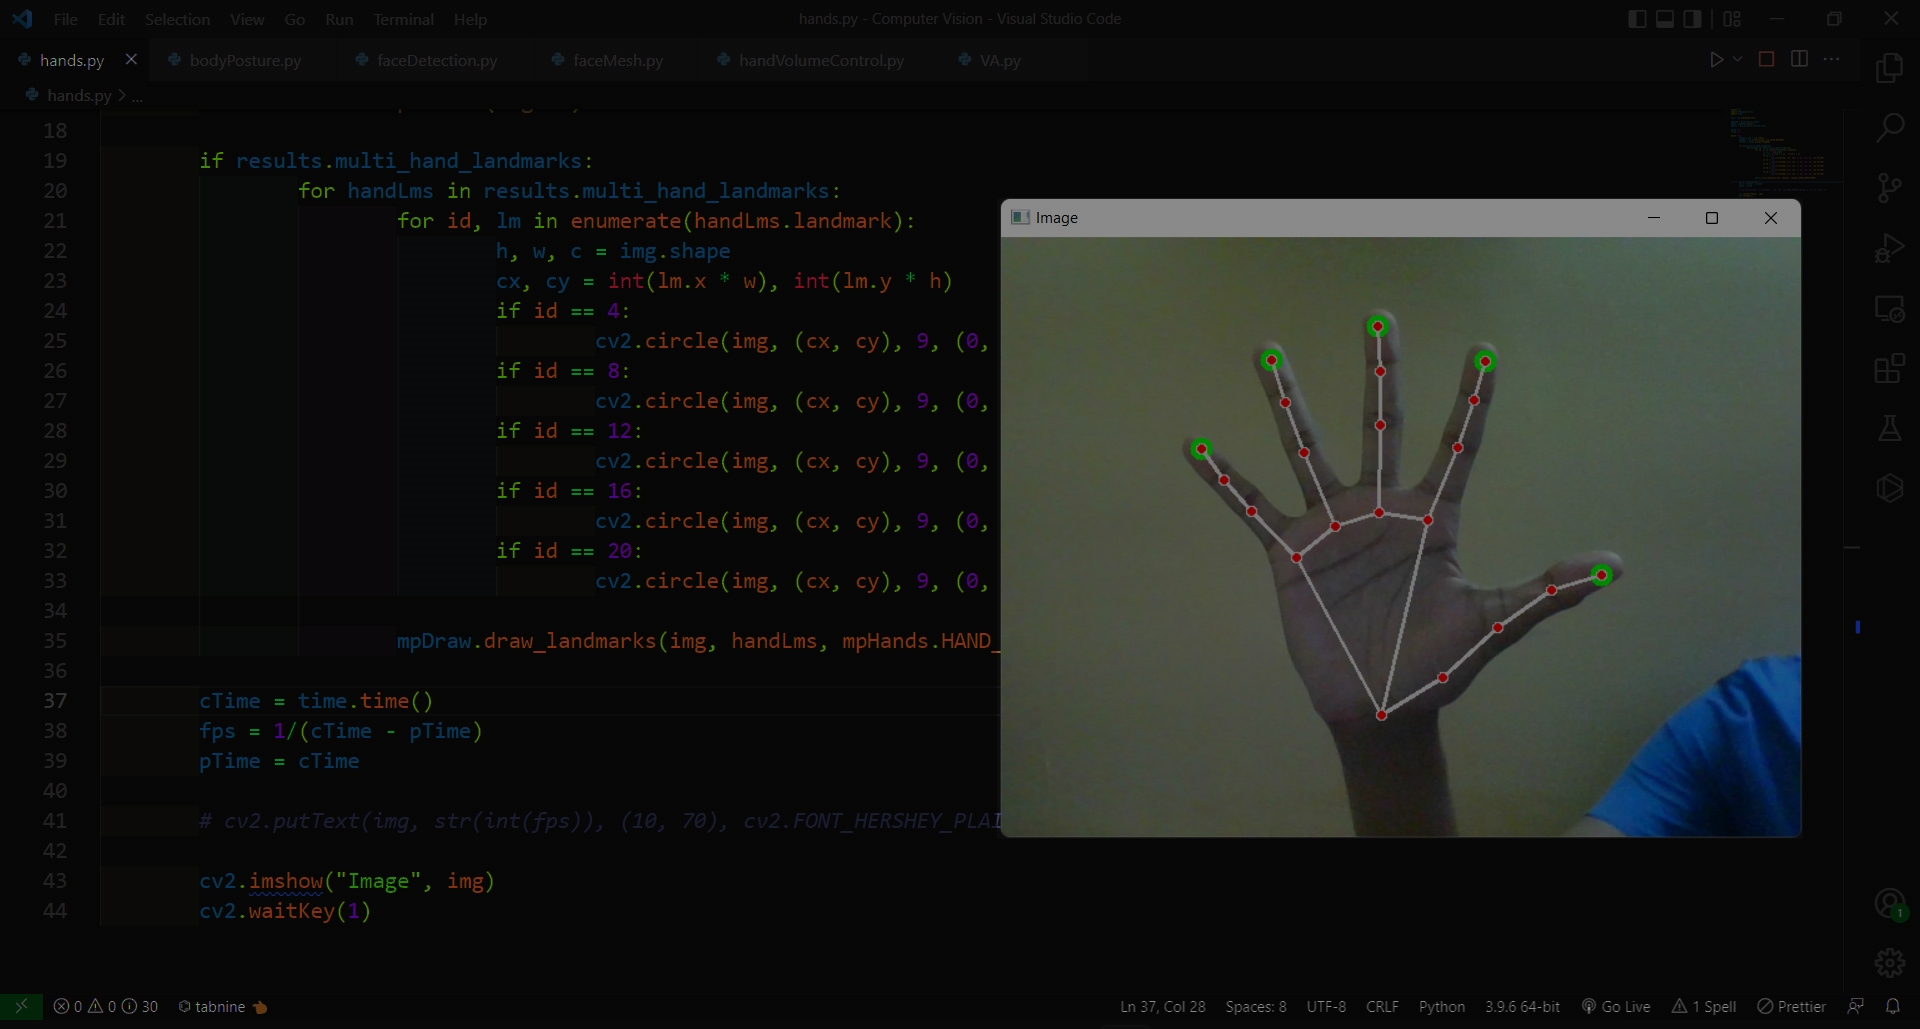 File Edit Selection View Go Run Terminal Help
hands.py - Computer Vision - Visual Studio Code
hands.py
bodyPosture.py
faceDetection.py
faceMesh.py
handVolumeControl.py
VA.py
hands.py > ...
18
19 if results.multi_hand_landmarks:
20 for handLms in results.multi_hand_landmarks:
21 for id, lm in enumerate(handLms.landmark):
22 h, w, c = img.shape
23 cx, cy = int(lm.x * w), int(lm.y * h)
24 if id == 4:
25 cv2.circle(img, (cx, cy), 9, (0,
26 if id == 8:
27 cv2.circle(img, (cx, cy), 9, (0,
28 if id == 12:
29 cv2.circle(img, (cx, cy), 9, (0,
30 if id == 16:
31 cv2.circle(img, (cx, cy), 9, (0,
32 if id == 20:
33 cv2.circle(img, (cx, cy), 9, (0,
34
35 mpDraw.draw_landmarks(img, handLms, mpHands.HAND_
36
37 cTime = time.time()
38 fps = 1/(cTime - pTime)
39 pTime = cTime
40
41 # cv2.putText(img, str(int(fps)), (10, 70), cv2.FONT_HERSHEY_PLAI
42
43 cv2.imshow("Image", img)
44 cv2.waitKey(1)
Image
1
0 0 30 tabnine
Ln 37, Col 28 Spaces: 8 UTF-8 CRLF Python 3.9.6 64-bit Go Live 1 Spell Prettier